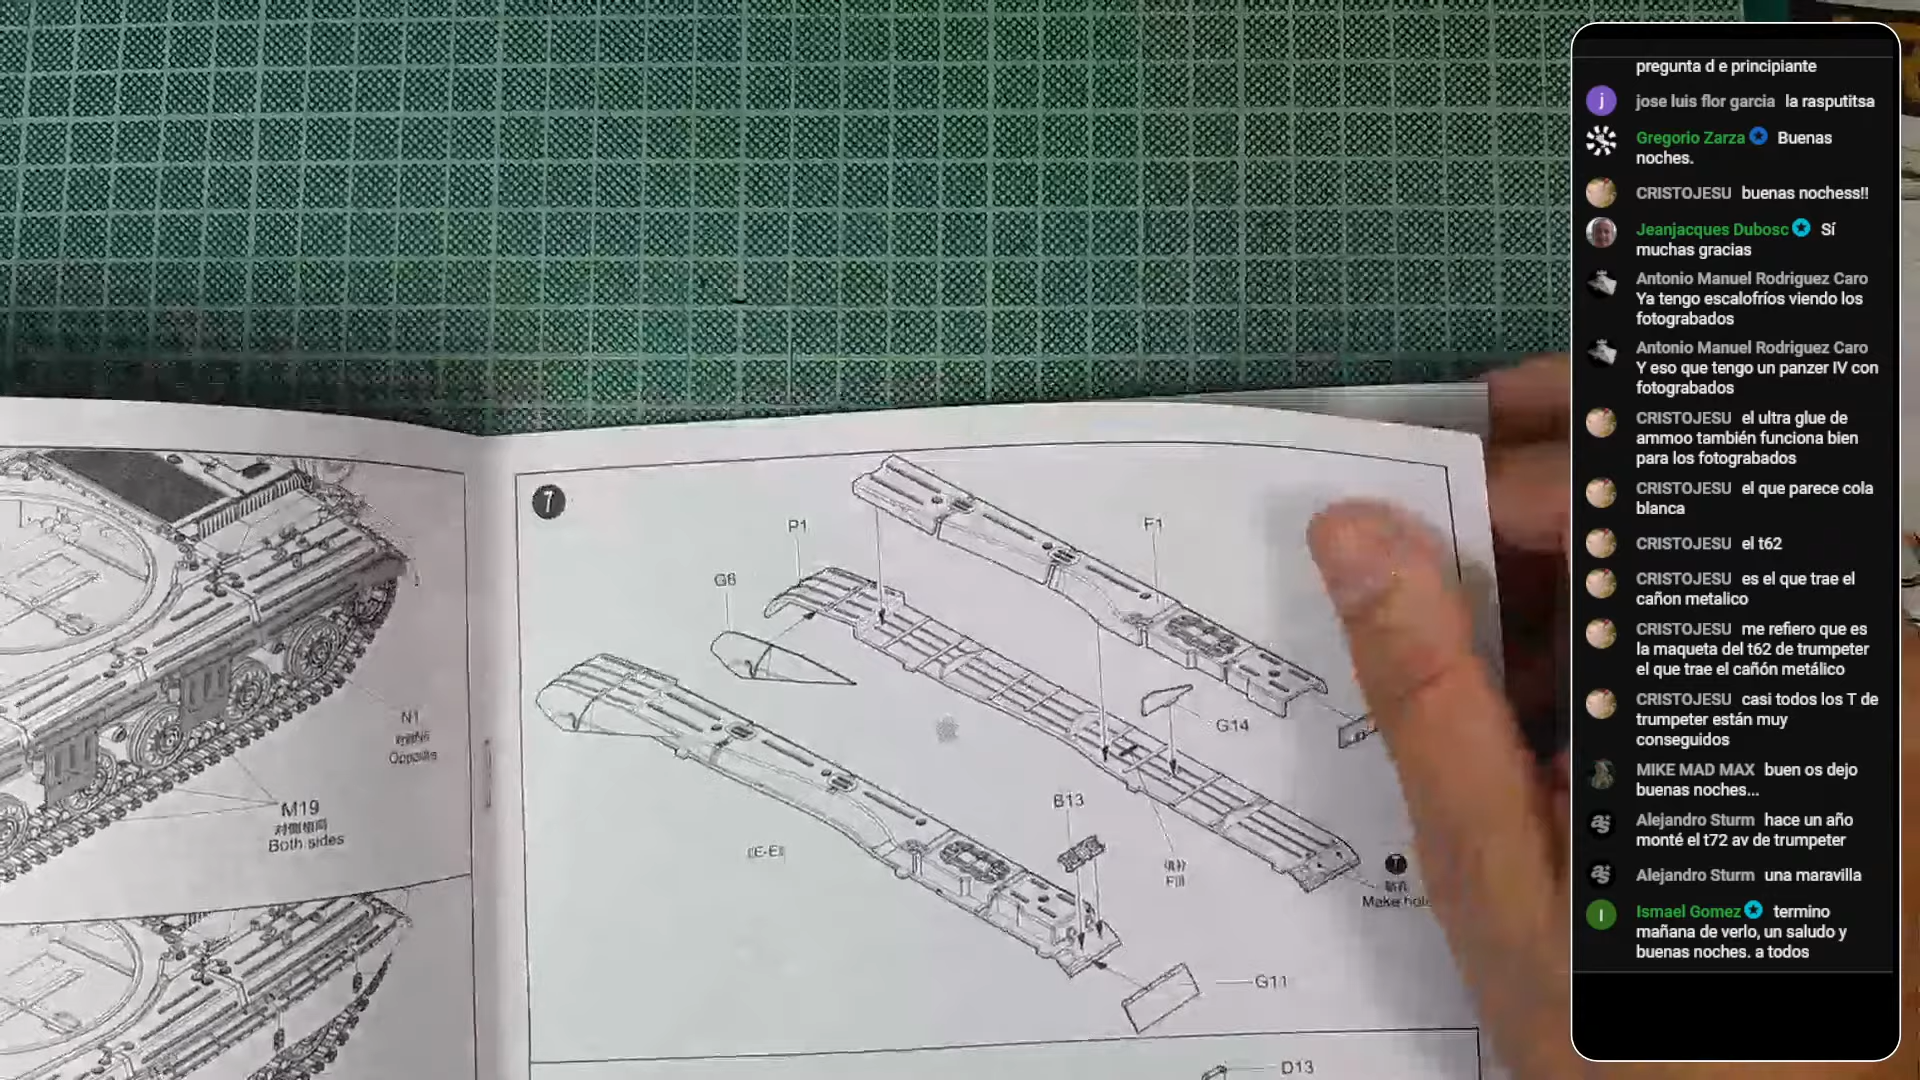 7
P1
F1
G8
G14
N1
Opposite
M19
对侧相同
Both sides
B13
[E-E]
Fill
Make hol
G11
D13
pregunta d e principiante
j
jose luis flor garcia la rasputitsa
Gregorio Zarza Buenas
noches.
CRISTOJESU buenas nochess!!
Jeanjacques Dubosc Sí
muchas gracias
Antonio Manuel Rodriguez Caro
Ya tengo escalofríos viendo los
fotograbados
Antonio Manuel Rodriguez Caro
Y eso que tengo un panzer IV con
fotograbados
CRISTOJESU el ultra glue de
ammoo también funciona bien
para los fotograbados
CRISTOJESU el que parece cola
blanca
CRISTOJESU el t62
CRISTOJESU es el que trae el
cañon metalico
CRISTOJESU me refiero que es
la maqueta del t62 de trumpeter
el que trae el cañón metálico
CRISTOJESU casi todos los T de
trumpeter están muy
conseguidos
MIKE MAD MAX buen os dejo
buenas noches...
Alejandro Sturm hace un año
monté el t72 av de trumpeter
Alejandro Sturm una maravilla
I
Ismael Gomez termino
mañana de verlo, un saludo y
buenas noches. a todos